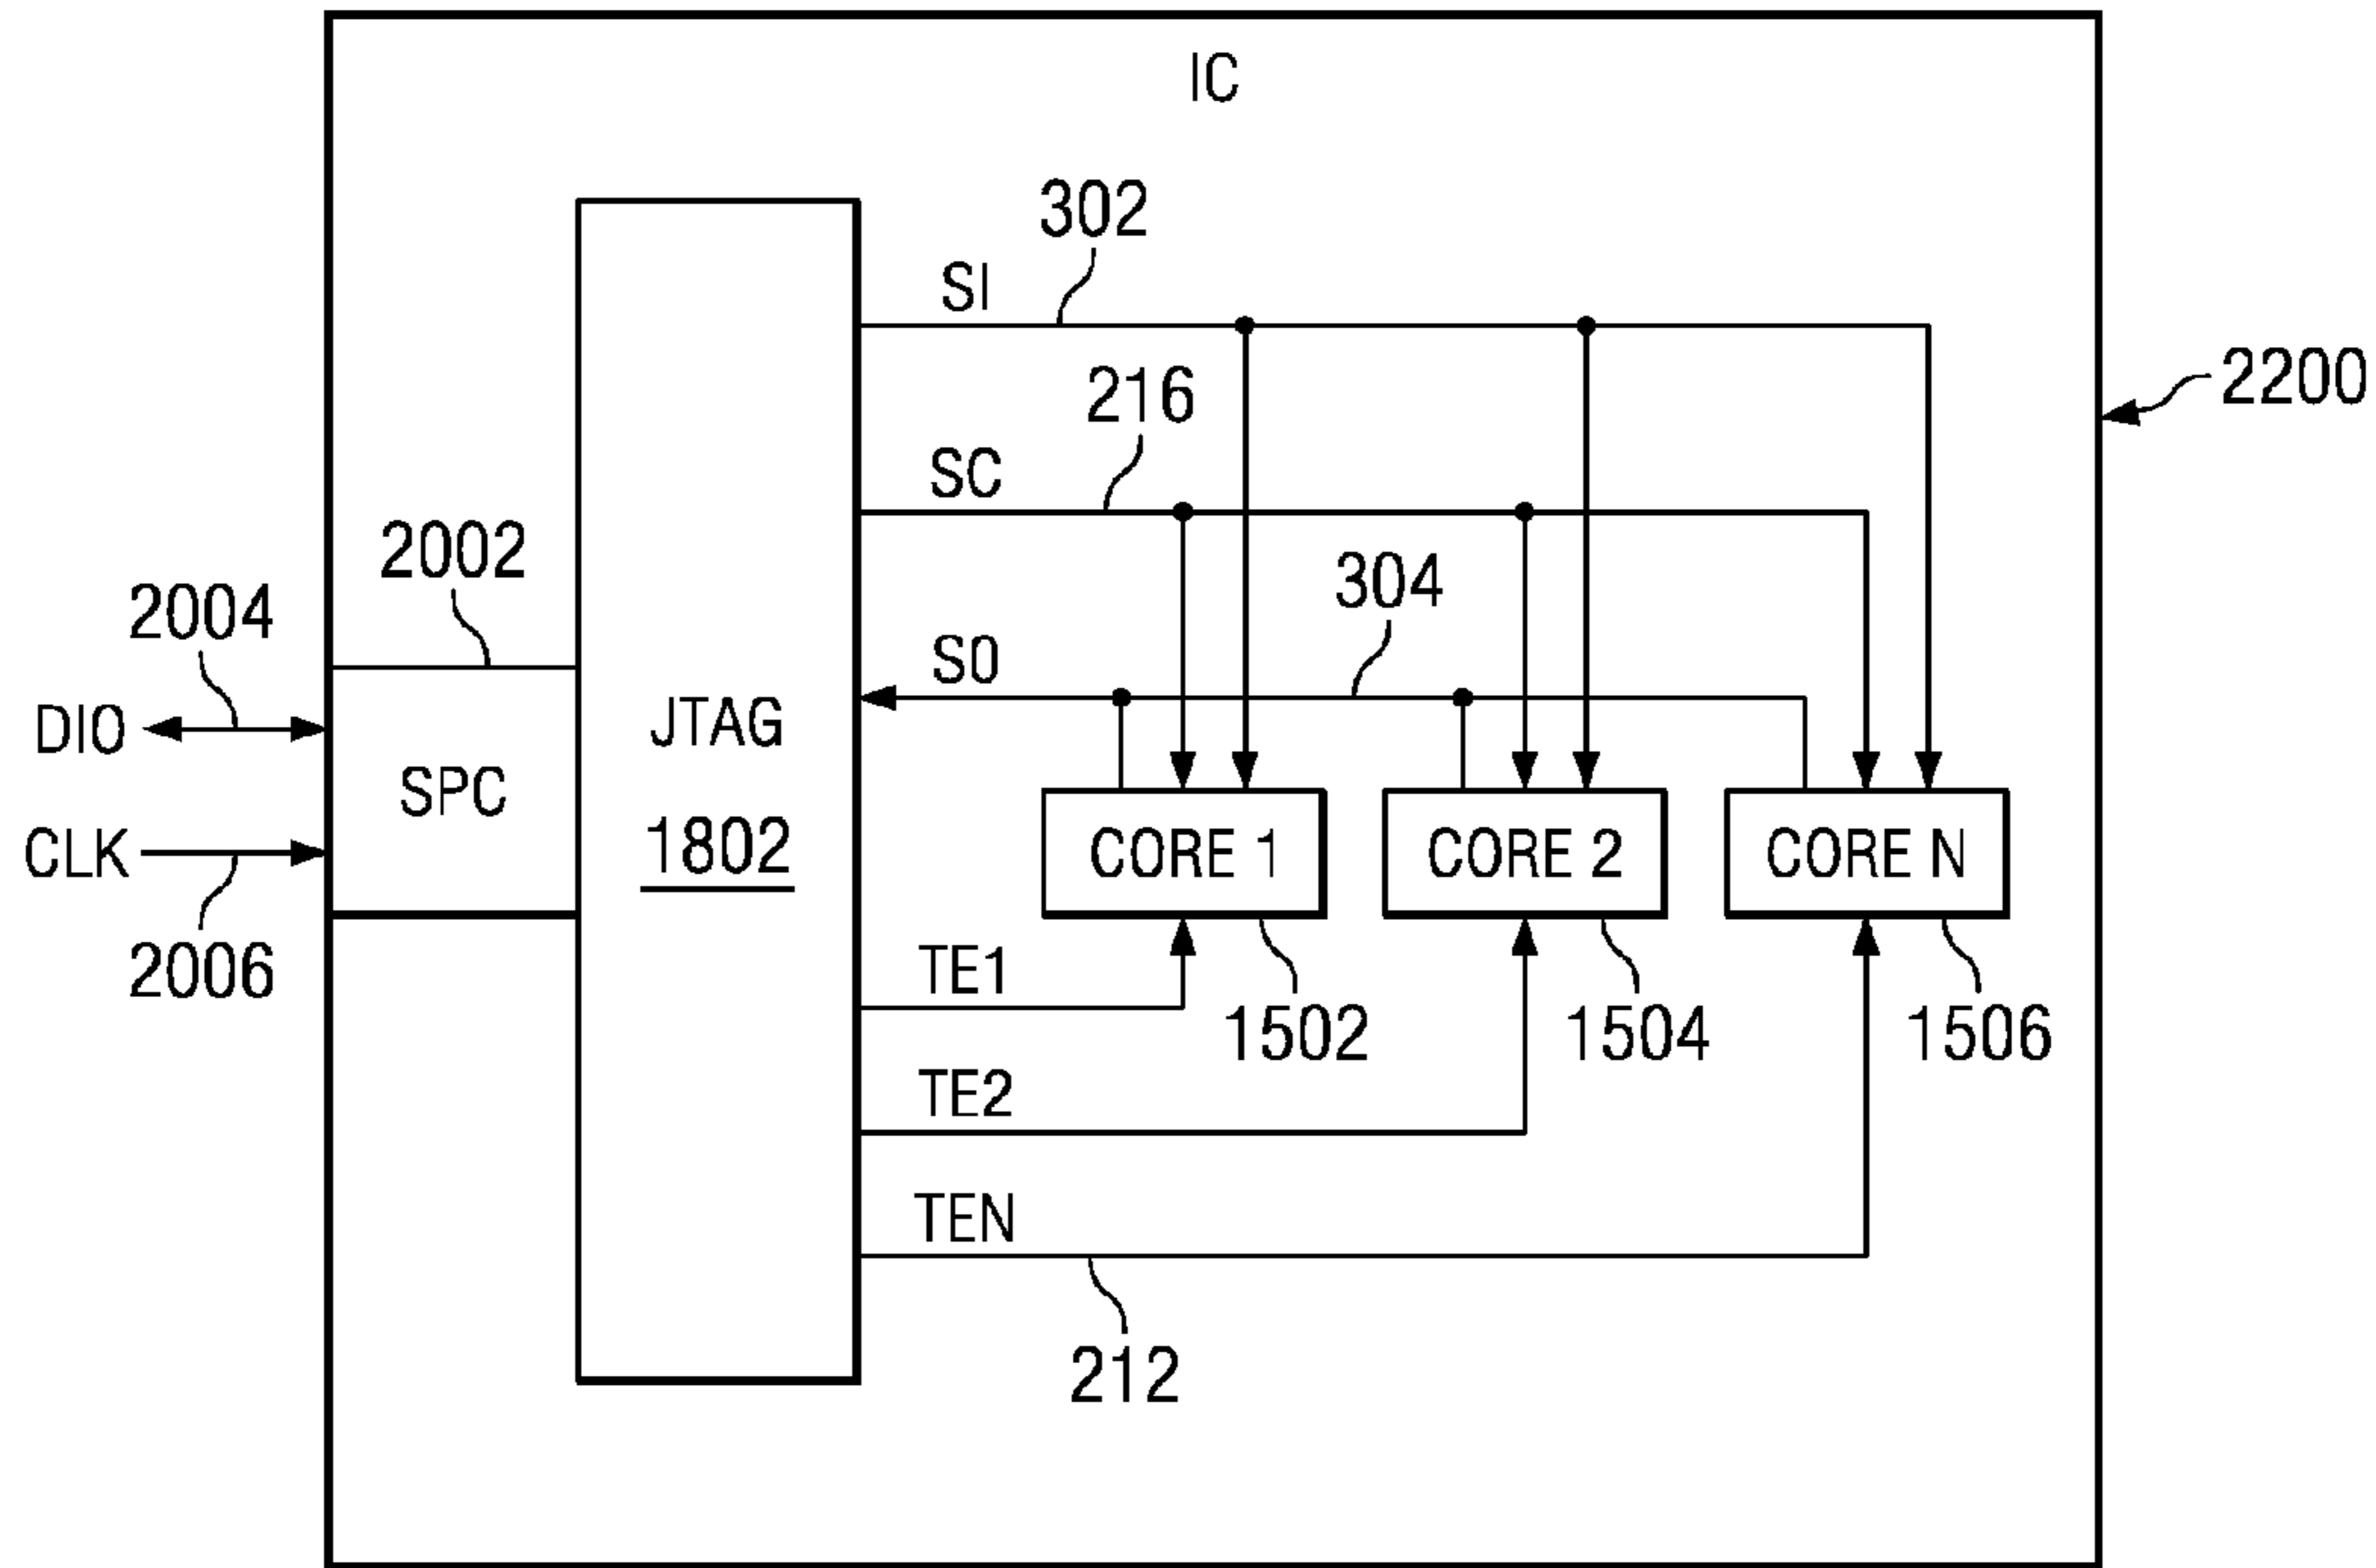 IC
302
SI
216
2200
SC
2002
304
2004
SO
DIO
JTAG
SPC
1802
CORE 1
CORE 2
CORE N
CLK
2006
TE1
1502
1504
1506
TE2
TEN
212